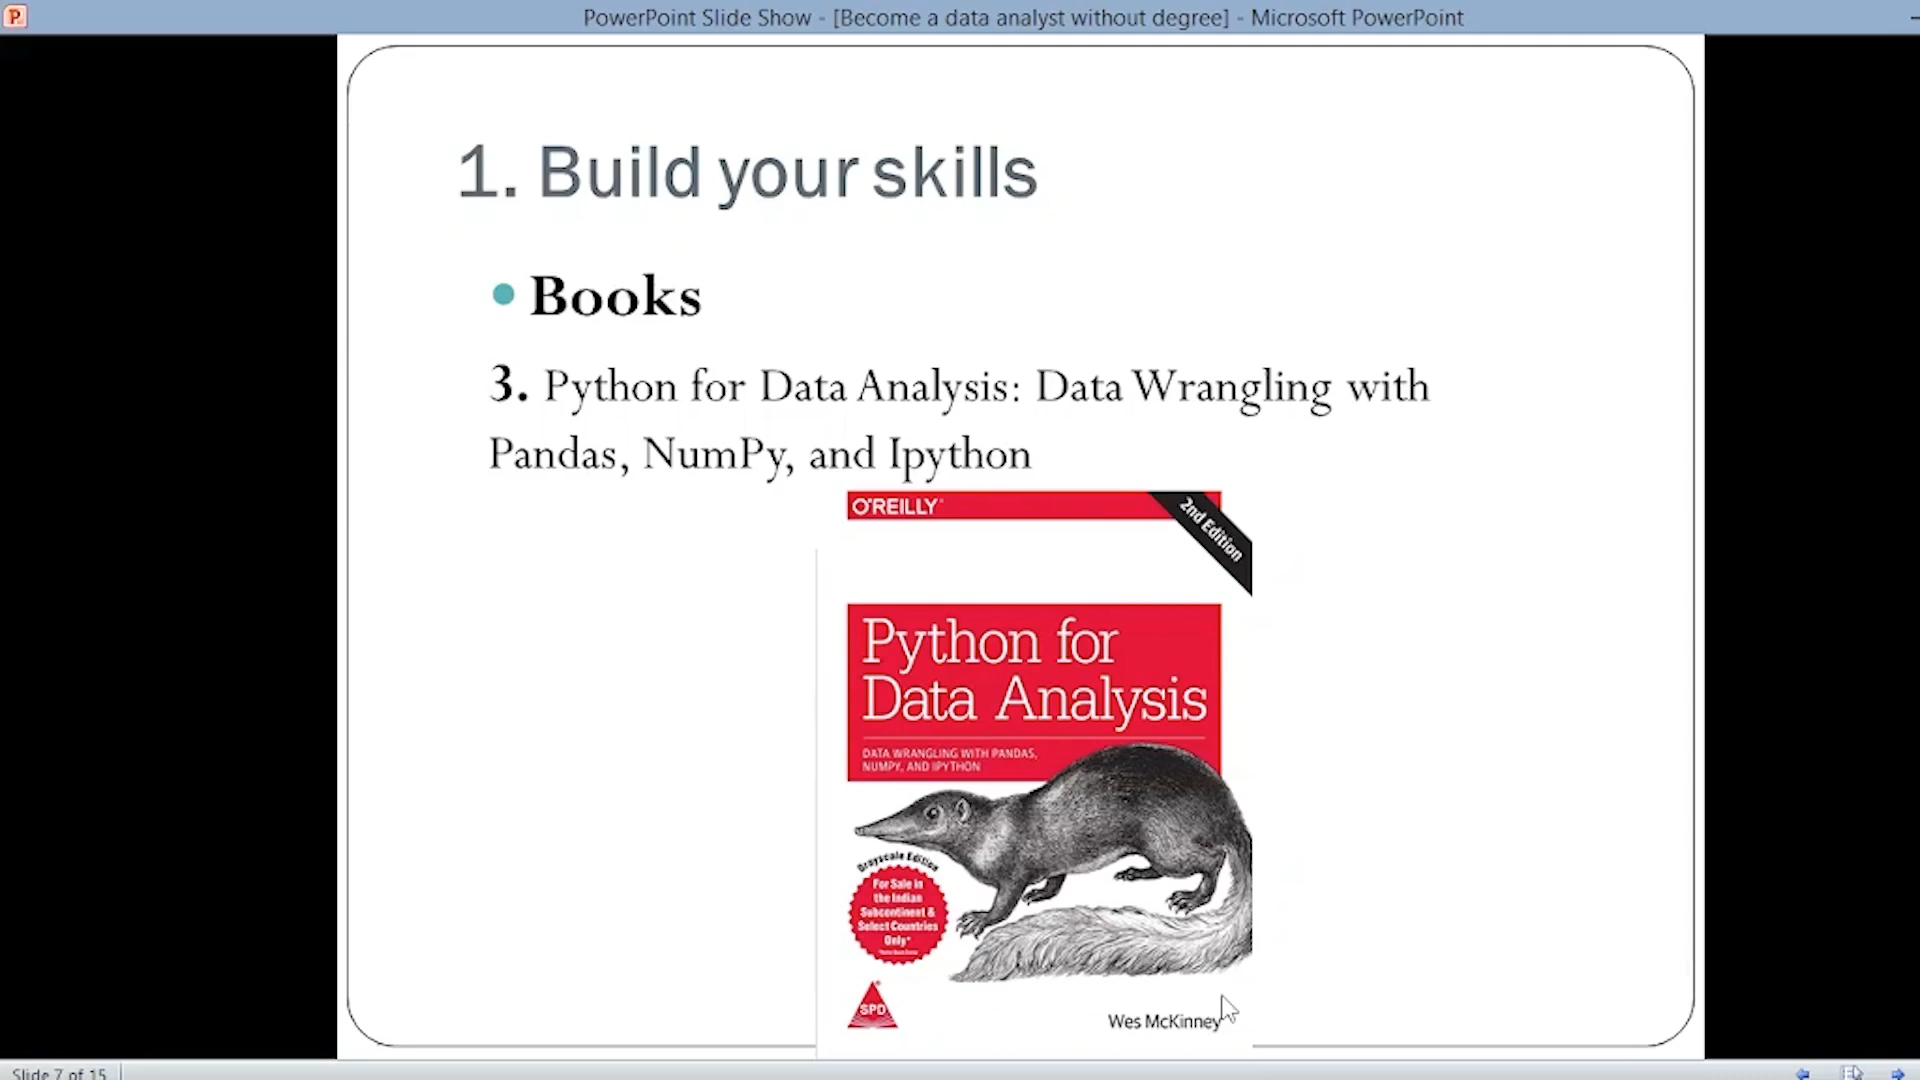 PowerPoint Slide Show - [Become a data analyst without degree] - Microsoft PowerPoint
1. Build your skills
Books
3. Python for Data Analysis: Data Wrangling with
Pandas, NumPy, and Ipython
O'REILLY
2nd Edition
Python for
Data Analysis
DATA WRANGLING WITH PANDAS,
NUMPY, AND IPYTHON
Grayscale Edition
For Sale in
the Indian
Subcontinent &
Select Countries
Only*
SPD
Wes McKinney
Slide 7 of 15